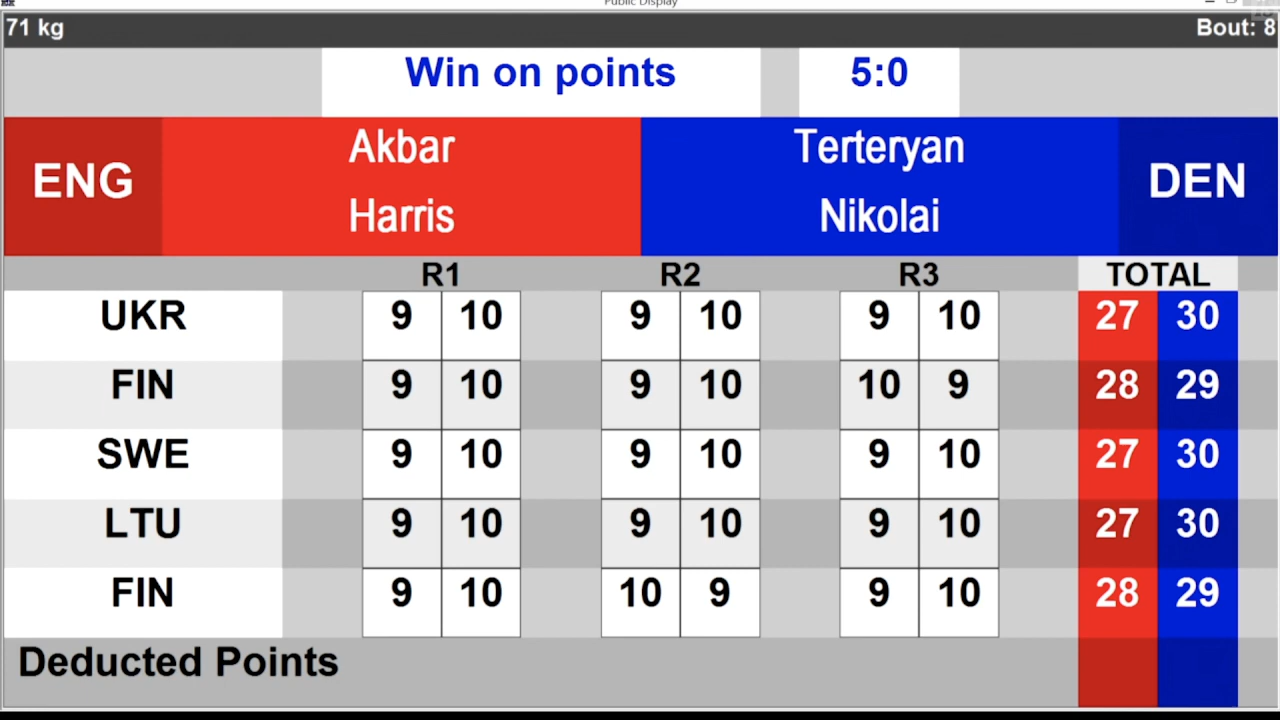 Public Display
71 kg Bout: 8
Win on points 5:0
ENG Akbar Terteryan DEN
Harris Nikolai
R1 R2 R3 TOTAL
UKR 9 10 9 10 9 10 27 30
FIN 9 10 9 10 10 9 28 29
SWE 9 10 9 10 9 10 27 30
LTU 9 10 9 10 9 10 27 30
FIN 9 10 10 9 9 10 28 29
Deducted Points